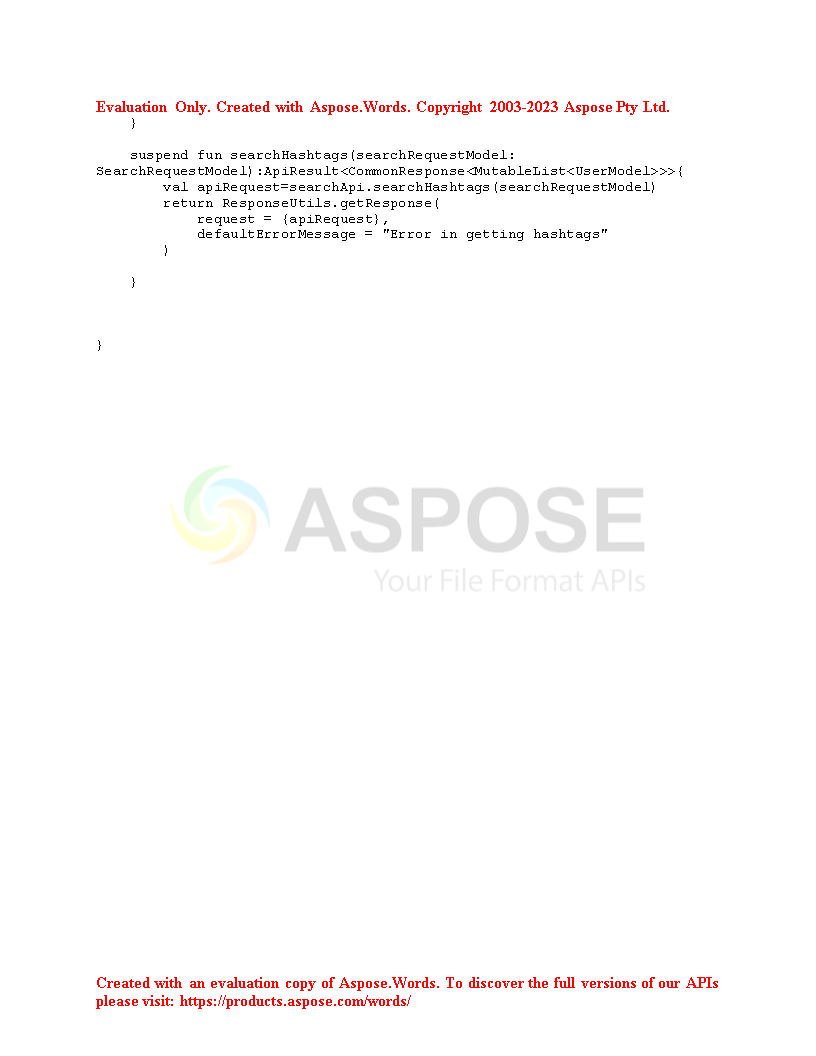 Evaluation Only. Created with Aspose.Words. Copyright 2003-2023 Aspose Pty Ltd.
    }
    suspend fun searchHashtags(searchRequestModel:
SearchRequestModel):ApiResult<CommonResponse<MutableList<UserModel>>>{
        val apiRequest=searchApi.searchHashtags(searchRequestModel)
        return ResponseUtils.getResponse(
            request = {apiRequest},
            defaultErrorMessage = "Error in getting hashtags"
        )
    }
}
ASPOSE
Your File Format APIs
Created with an evaluation copy of Aspose.Words. To discover the full versions of our APIs
please visit: https://products.aspose.com/words/